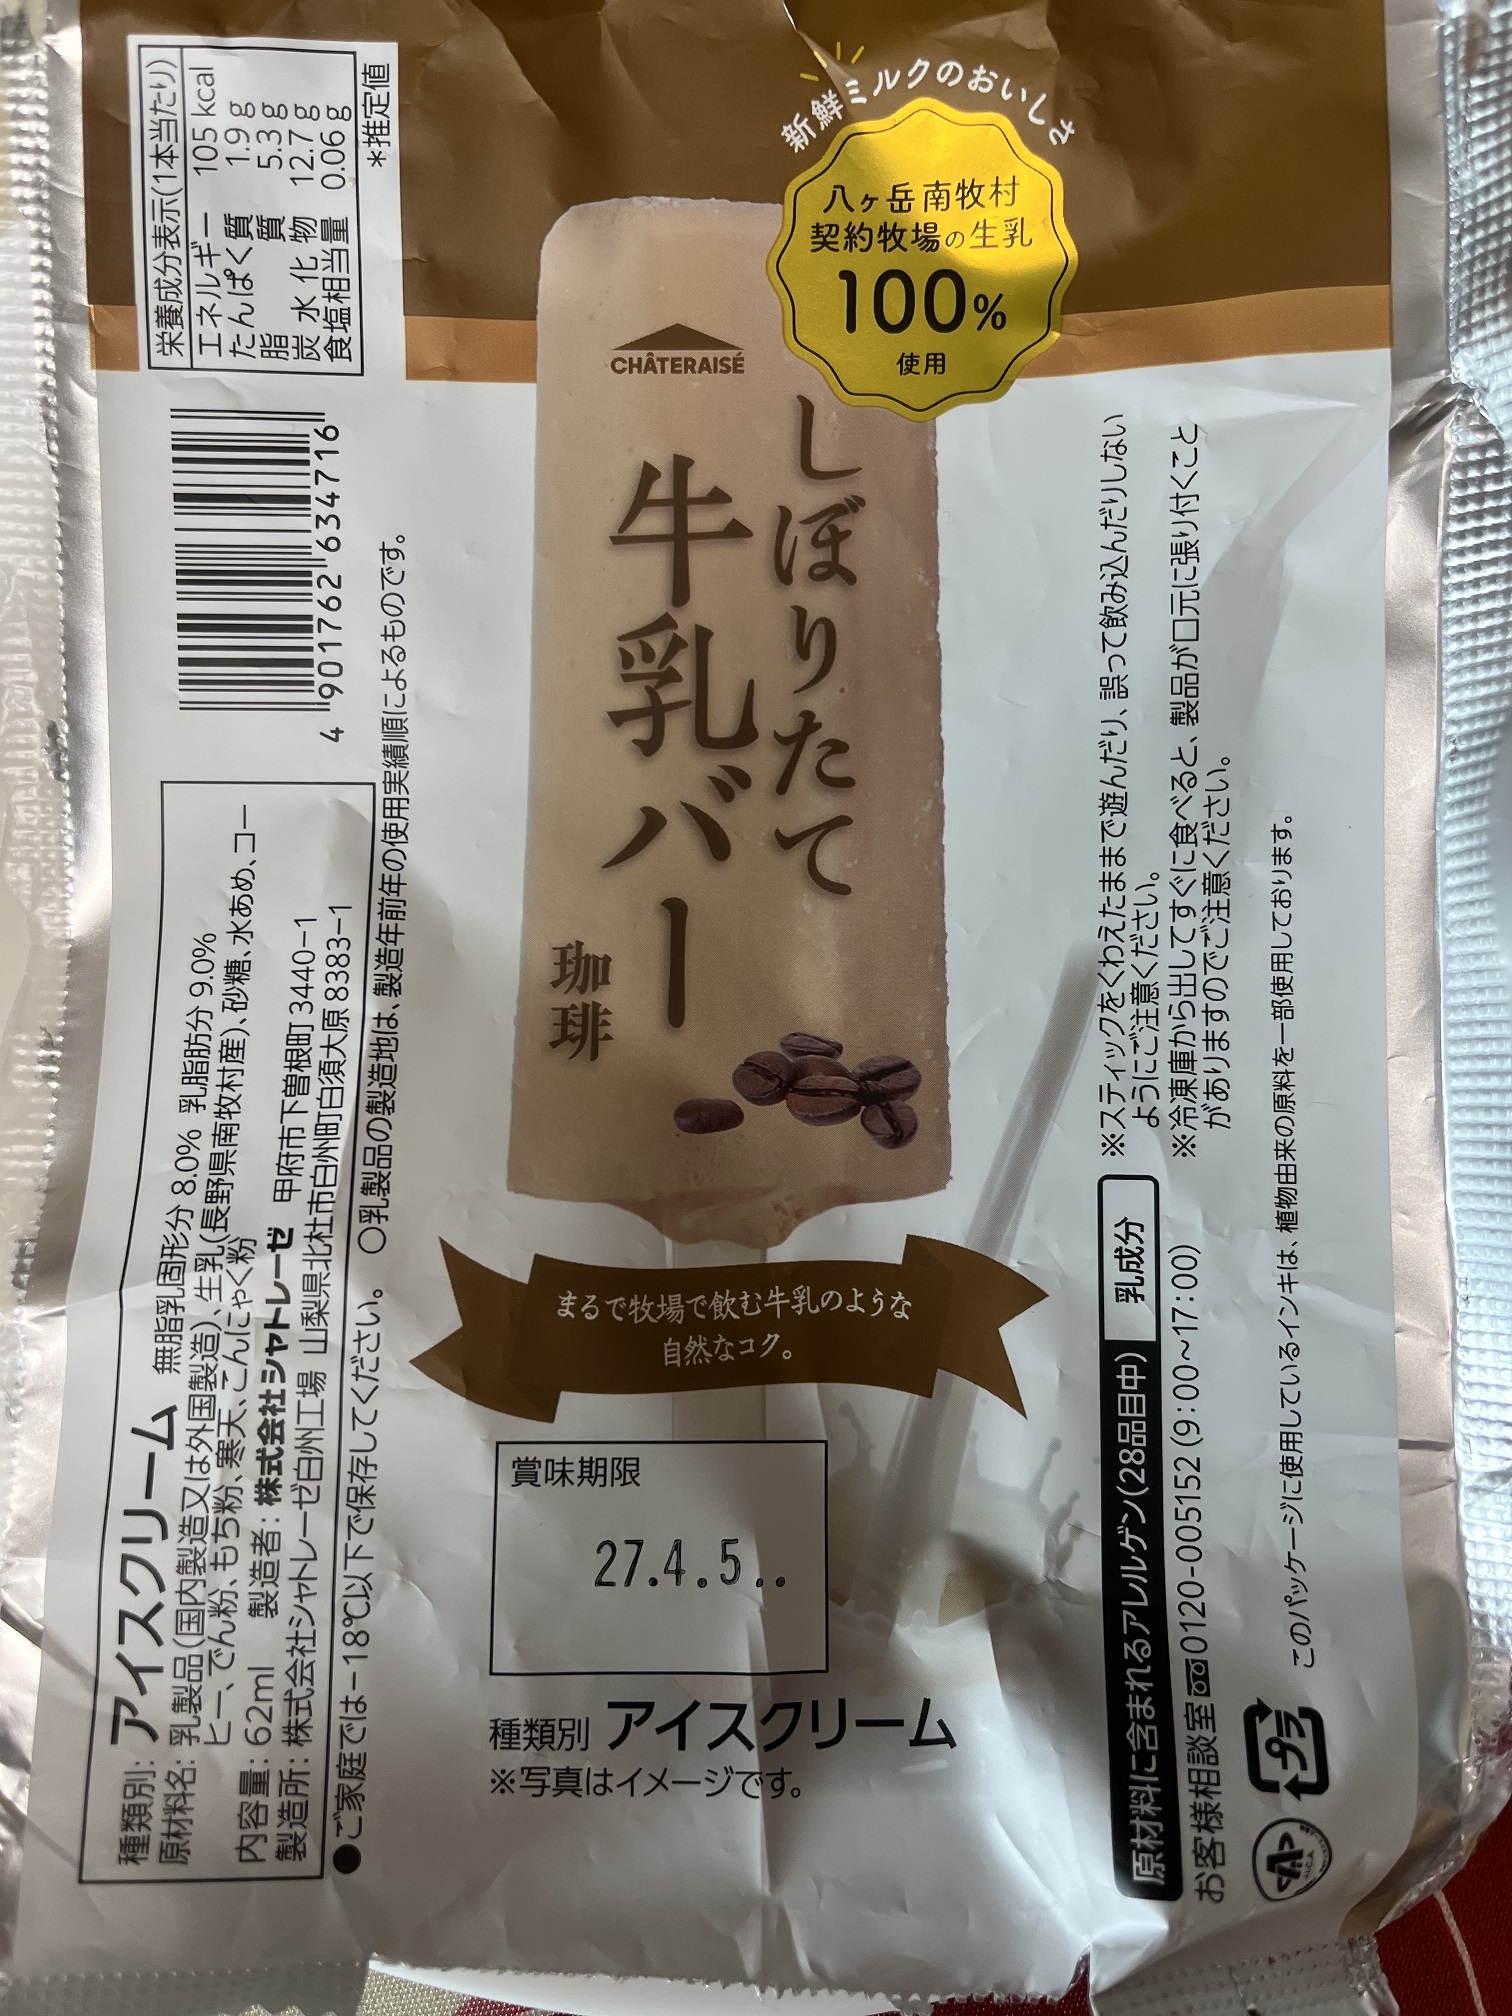 新鮮ミルクのおいしさ
八ヶ岳南牧村
契約牧場の生乳
100%
使用
CHÂTERAISÉ
しぼりたて
牛乳バー
珈琲
まるで牧場で飲む牛乳のような
自然なコク。
賞味期限
27.4.5..
種類別 アイスクリーム
※写真はイメージです。
種類別: アイスクリーム 無脂乳固形分 8.0% 乳脂肪分 9.0%
原材料名: 乳製品(国内製造又は外国製造)、生乳(長野県南牧村産)、砂糖、水あめ、コー
ヒー、でん粉、もち粉、寒天、こんにゃく粉
内容量: 62ml 製造者: 株式会社シャトレーゼ 甲府市下曽根町 3440-1
製造所: 株式会社シャトレーゼ白州工場 山梨県北杜市白州町白須大原 8383-1
●ご家庭では-18℃以下で保存してください。 〇乳製品の製造地は、製造年前年の使用実績順によるものです。
4 901762 634716
栄養成分表示(1本当たり)
エネルギー 105 kcal
たんぱく質 1.9 g
脂質 5.3 g
炭水化物 12.7 g
食塩相当量 0.06 g
*推定値
※スティックをくわえたままで遊んだり、誤って飲み込んだりしない
ようにご注意ください。
※冷凍庫から出してすぐに食べると、製品が口元に張り付くこと
がありますのでご注意ください。
原材料に含まれるアレルゲン(28品目中) 乳成分
お客様相談室 0120-005152 (9:00~17:00)
このパッケージに使用しているインキは、植物由来の原料を一部使用しております。
プラ